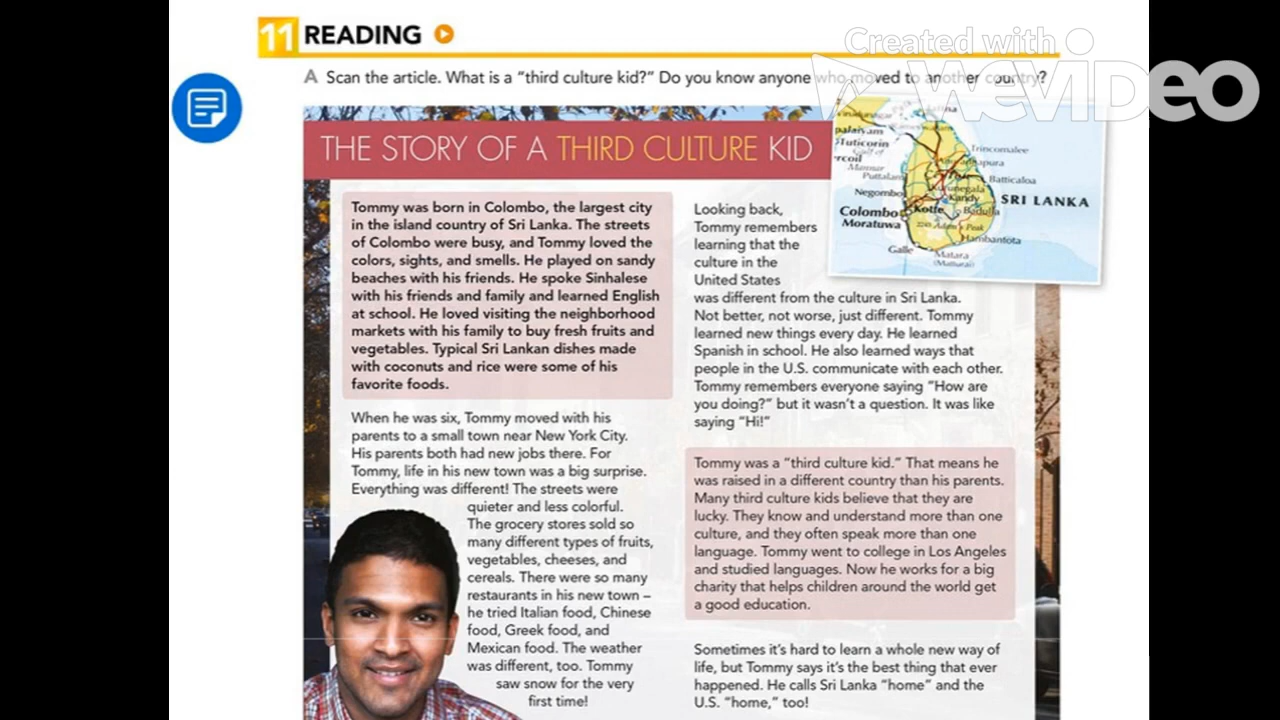 11 READING
A Scan the article. What is a "third culture kid?" Do you know anyone who moved to another country?
Created with
WEVIDEO
THE STORY OF A THIRD CULTURE KID
Tommy was born in Colombo, the largest city
in the island country of Sri Lanka. The streets
of Colombo were busy, and Tommy loved the
colors, sights, and smells. He played on sandy
beaches with his friends. He spoke Sinhalese
with his friends and family and learned English
at school. He loved visiting the neighborhood
markets with his family to buy fresh fruits and
vegetables. Typical Sri Lankan dishes made
with coconuts and rice were some of his
favorite foods.
When he was six, Tommy moved with his
parents to a small town near New York City.
His parents both had new jobs there. For
Tommy, life in his new town was a big surprise.
Everything was different! The streets were
quieter and less colorful.
The grocery stores sold so
many different types of fruits,
vegetables, cheeses, and
cereals. There were so many
restaurants in his new town –
he tried Italian food, Chinese
food, Greek food, and
Mexican food. The weather
was different, too. Tommy
saw snow for the very
first time!
Looking back,
Tommy remembers
learning that the
culture in the
United States
was different from the culture in Sri Lanka.
Not better, not worse, just different. Tommy
learned new things every day. He learned
Spanish in school. He also learned ways that
people in the U.S. communicate with each other.
Tommy remembers everyone saying "How are
you doing?" but it wasn't a question. It was like
saying "Hi!"
Tommy was a "third culture kid." That means he
was raised in a different country than his parents.
Many third culture kids believe that they are
lucky. They know and understand more than one
culture, and they often speak more than one
language. Tommy went to college in Los Angeles
and studied languages. Now he works for a big
charity that helps children around the world get
a good education.
Sometimes it's hard to learn a whole new way of
life, but Tommy says it's the best thing that ever
happened. He calls Sri Lanka "home" and the
U.S. "home," too!
palaiyam
Tuticorin
Gulf of
Mannar
Puttalam
Trincomalee
Batticaloa
Kurunegala
Negombo
Kandy
SRI LANKA
Colombo
Kotte
Badulla
Moratuwa
Adam's Peak
Hambantota
Galle
Matara
(Matturai)